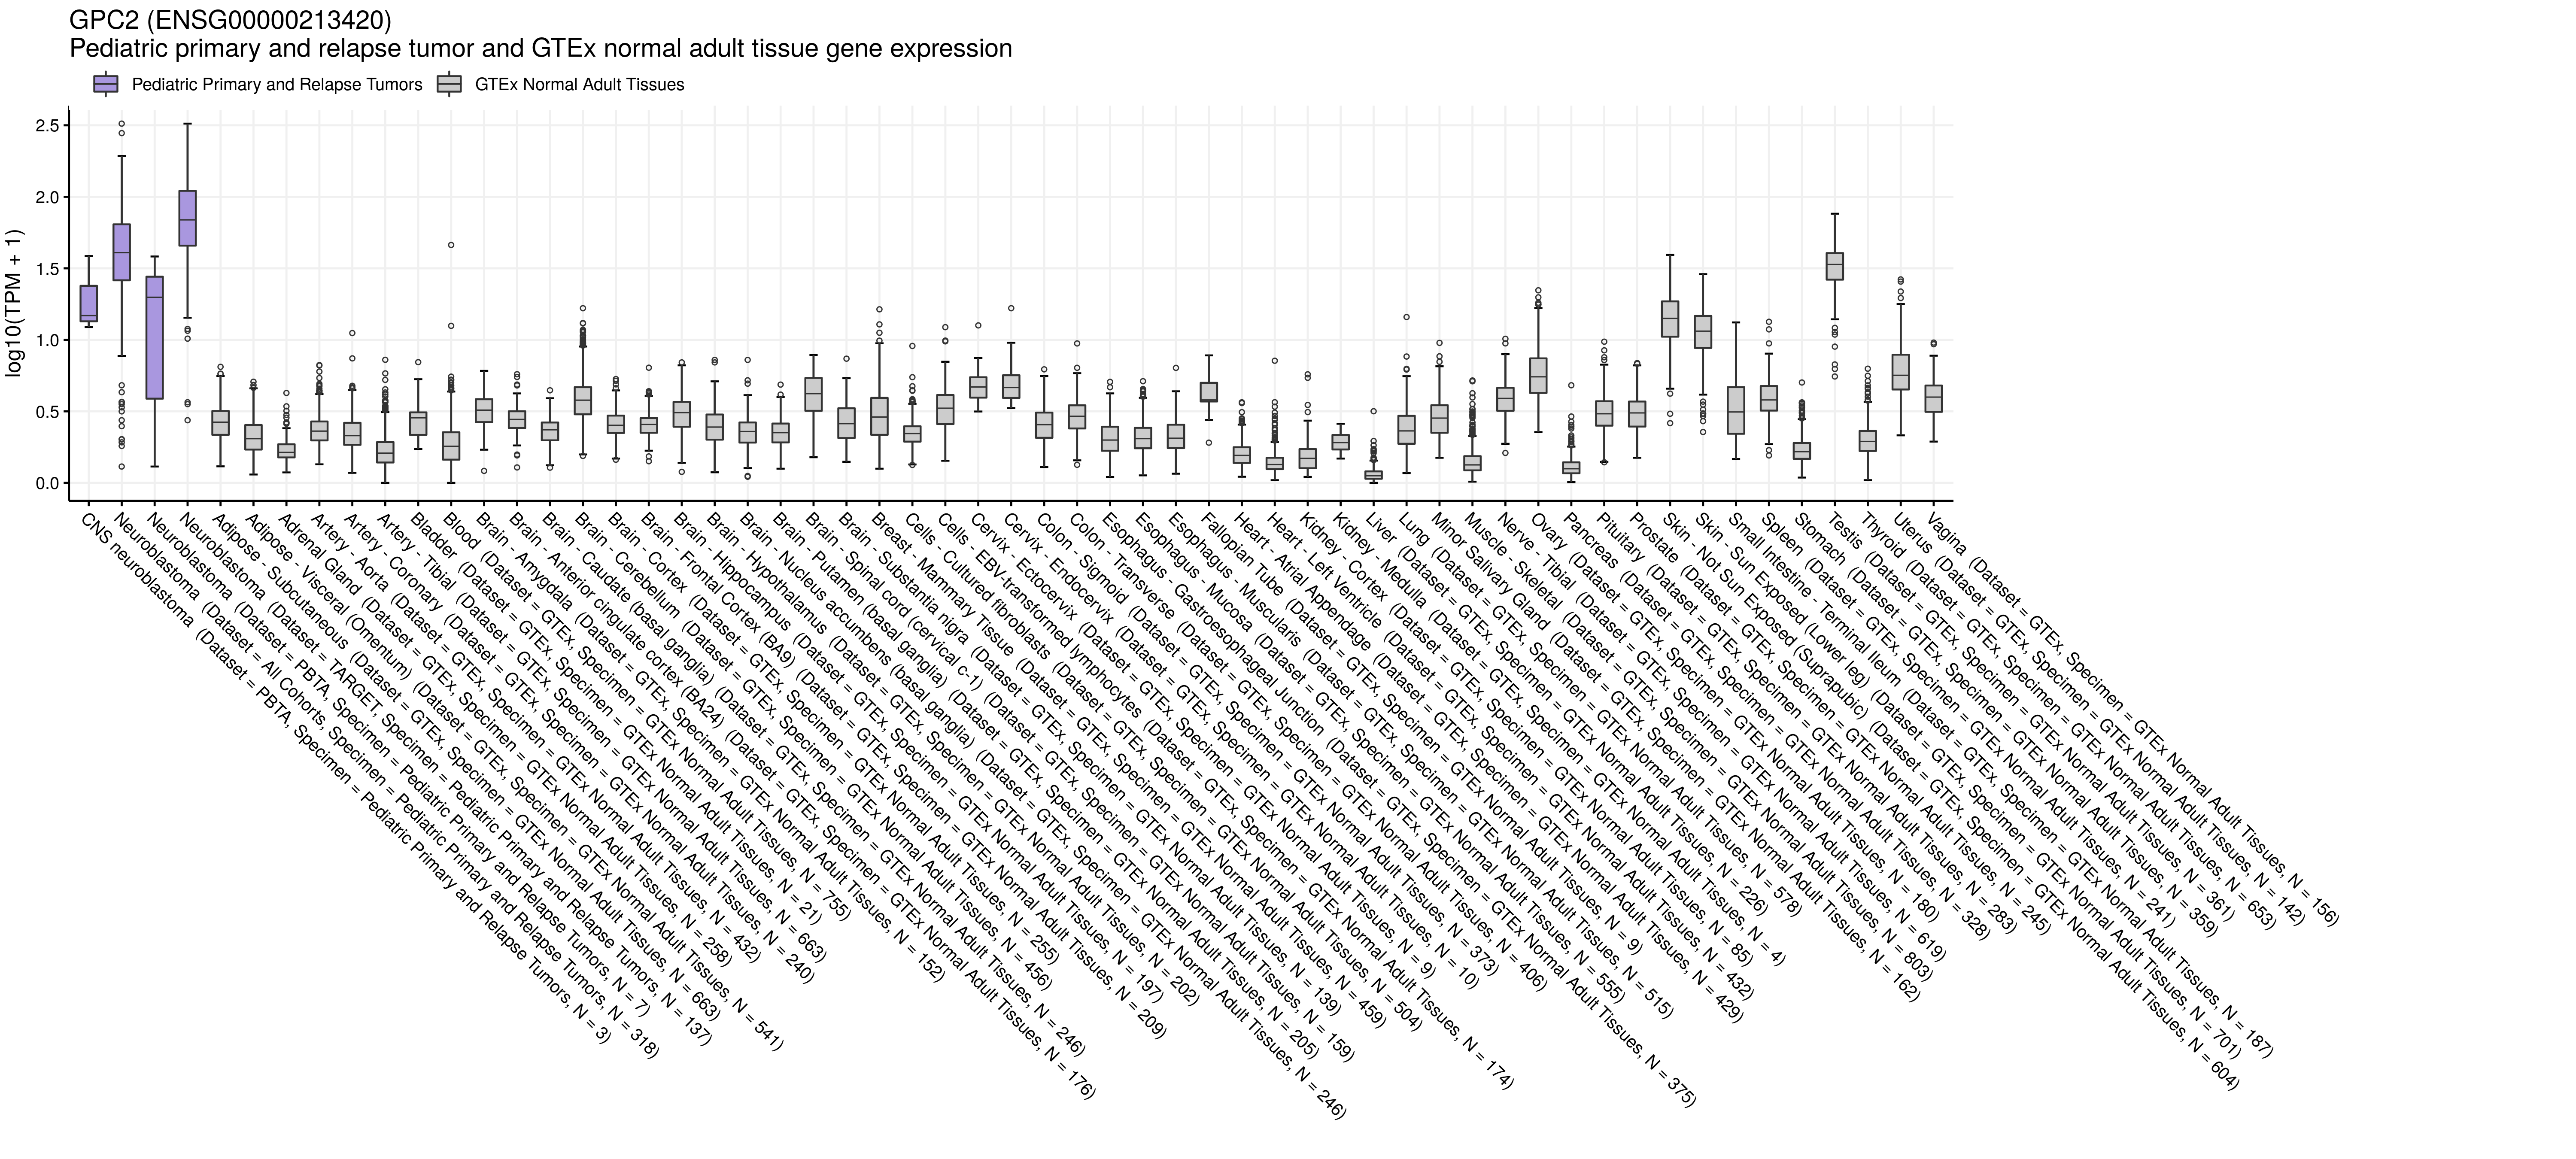 GPC2 (ENSG00000213420)
Pediatric primary and relapse tumor and GTEx normal adult tissue gene expression
Pediatric Primary and Relapse Tumors
GTEx Normal Adult Tissues
log10(TPM + 1)
2.5
2.0
1.5
1.0
0.5
0.0
CNS neuroblastoma (Dataset = PBTA, Specimen = Pediatric Primary and Relapse Tumors, N = 3)
Neuroblastoma (Dataset = All Cohorts, Specimen = Pediatric Primary and Relapse Tumors, N = 318)
Neuroblastoma (Dataset = PBTA, Specimen = Pediatric Primary and Relapse Tumors, N = 7)
Neuroblastoma (Dataset = TARGET, Specimen = Pediatric Primary and Relapse Tumors, N = 137)
Adipose - Subcutaneous (Dataset = GTEx, Specimen = GTEx Normal Adult Tissues, N = 663)
Adipose - Visceral (Omentum) (Dataset = GTEx, Specimen = GTEx Normal Adult Tissues, N = 541)
Adrenal Gland (Dataset = GTEx, Specimen = GTEx Normal Adult Tissues, N = 258)
Artery - Aorta (Dataset = GTEx, Specimen = GTEx Normal Adult Tissues, N = 432)
Artery - Coronary (Dataset = GTEx, Specimen = GTEx Normal Adult Tissues, N = 240)
Artery - Tibial (Dataset = GTEx, Specimen = GTEx Normal Adult Tissues, N = 663)
Bladder (Dataset = GTEx, Specimen = GTEx Normal Adult Tissues, N = 21)
Blood (Dataset = GTEx, Specimen = GTEx Normal Adult Tissues, N = 755)
Brain - Amygdala (Dataset = GTEx, Specimen = GTEx Normal Adult Tissues, N = 152)
Brain - Anterior cingulate cortex (BA24) (Dataset = GTEx, Specimen = GTEx Normal Adult Tissues, N = 176)
Brain - Caudate (basal ganglia) (Dataset = GTEx, Specimen = GTEx Normal Adult Tissues, N = 246)
Brain - Cerebellum (Dataset = GTEx, Specimen = GTEx Normal Adult Tissues, N = 456)
Brain - Cortex (Dataset = GTEx, Specimen = GTEx Normal Adult Tissues, N = 255)
Brain - Frontal Cortex (BA9) (Dataset = GTEx, Specimen = GTEx Normal Adult Tissues, N = 209)
Brain - Hippocampus (Dataset = GTEx, Specimen = GTEx Normal Adult Tissues, N = 197)
Brain - Hypothalamus (Dataset = GTEx, Specimen = GTEx Normal Adult Tissues, N = 202)
Brain - Nucleus accumbens (basal ganglia) (Dataset = GTEx, Specimen = GTEx Normal Adult Tissues, N = 246)
Brain - Putamen (basal ganglia) (Dataset = GTEx, Specimen = GTEx Normal Adult Tissues, N = 205)
Brain - Spinal cord (cervical c-1) (Dataset = GTEx, Specimen = GTEx Normal Adult Tissues, N = 159)
Brain - Substantia nigra (Dataset = GTEx, Specimen = GTEx Normal Adult Tissues, N = 139)
Breast - Mammary Tissue (Dataset = GTEx, Specimen = GTEx Normal Adult Tissues, N = 459)
Cells - Cultured fibroblasts (Dataset = GTEx, Specimen = GTEx Normal Adult Tissues, N = 504)
Cells - EBV-transformed lymphocytes (Dataset = GTEx, Specimen = GTEx Normal Adult Tissues, N = 174)
Cervix - Ectocervix (Dataset = GTEx, Specimen = GTEx Normal Adult Tissues, N = 9)
Cervix - Endocervix (Dataset = GTEx, Specimen = GTEx Normal Adult Tissues, N = 10)
Colon - Sigmoid (Dataset = GTEx, Specimen = GTEx Normal Adult Tissues, N = 373)
Colon - Transverse (Dataset = GTEx, Specimen = GTEx Normal Adult Tissues, N = 406)
Esophagus - Gastroesophageal Junction (Dataset = GTEx, Specimen = GTEx Normal Adult Tissues, N = 375)
Esophagus - Mucosa (Dataset = GTEx, Specimen = GTEx Normal Adult Tissues, N = 555)
Esophagus - Muscularis (Dataset = GTEx, Specimen = GTEx Normal Adult Tissues, N = 515)
Fallopian Tube (Dataset = GTEx, Specimen = GTEx Normal Adult Tissues, N = 9)
Heart - Atrial Appendage (Dataset = GTEx, Specimen = GTEx Normal Adult Tissues, N = 429)
Heart - Left Ventricle (Dataset = GTEx, Specimen = GTEx Normal Adult Tissues, N = 432)
Kidney - Cortex (Dataset = GTEx, Specimen = GTEx Normal Adult Tissues, N = 85)
Kidney - Medulla (Dataset = GTEx, Specimen = GTEx Normal Adult Tissues, N = 4)
Liver (Dataset = GTEx, Specimen = GTEx Normal Adult Tissues, N = 226)
Lung (Dataset = GTEx, Specimen = GTEx Normal Adult Tissues, N = 578)
Minor Salivary Gland (Dataset = GTEx, Specimen = GTEx Normal Adult Tissues, N = 162)
Muscle - Skeletal (Dataset = GTEx, Specimen = GTEx Normal Adult Tissues, N = 803)
Nerve - Tibial (Dataset = GTEx, Specimen = GTEx Normal Adult Tissues, N = 619)
Ovary (Dataset = GTEx, Specimen = GTEx Normal Adult Tissues, N = 180)
Pancreas (Dataset = GTEx, Specimen = GTEx Normal Adult Tissues, N = 328)
Pituitary (Dataset = GTEx, Specimen = GTEx Normal Adult Tissues, N = 283)
Prostate (Dataset = GTEx, Specimen = GTEx Normal Adult Tissues, N = 245)
Skin - Not Sun Exposed (Suprapubic) (Dataset = GTEx, Specimen = GTEx Normal Adult Tissues, N = 604)
Skin - Sun Exposed (Lower leg) (Dataset = GTEx, Specimen = GTEx Normal Adult Tissues, N = 701)
Small Intestine - Terminal Ileum (Dataset = GTEx, Specimen = GTEx Normal Adult Tissues, N = 187)
Spleen (Dataset = GTEx, Specimen = GTEx Normal Adult Tissues, N = 241)
Stomach (Dataset = GTEx, Specimen = GTEx Normal Adult Tissues, N = 359)
Testis (Dataset = GTEx, Specimen = GTEx Normal Adult Tissues, N = 361)
Thyroid (Dataset = GTEx, Specimen = GTEx Normal Adult Tissues, N = 653)
Uterus (Dataset = GTEx, Specimen = GTEx Normal Adult Tissues, N = 142)
Vagina (Dataset = GTEx, Specimen = GTEx Normal Adult Tissues, N = 156)